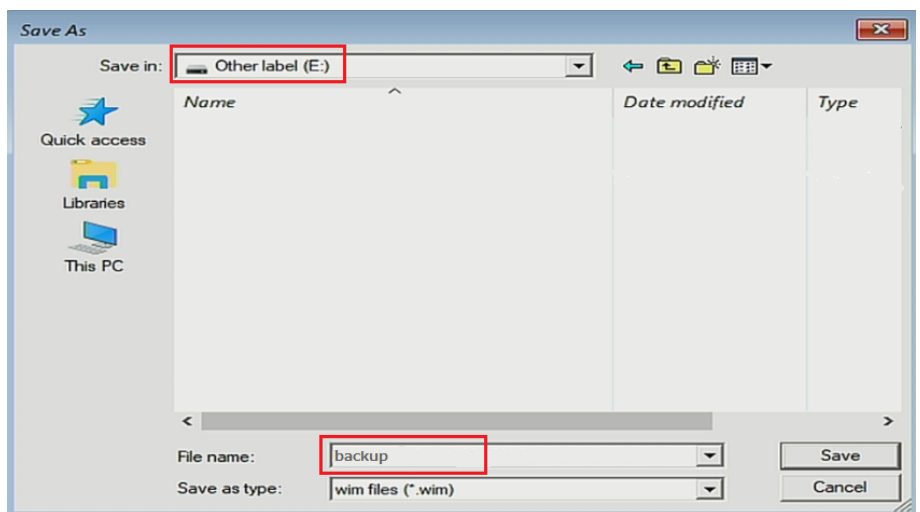 Save As
Save in: Other label (E:)
Name Date modified Type
Quick access
Libraries
This PC
File name: backup Save
Save as type: wim files (*.wim) Cancel